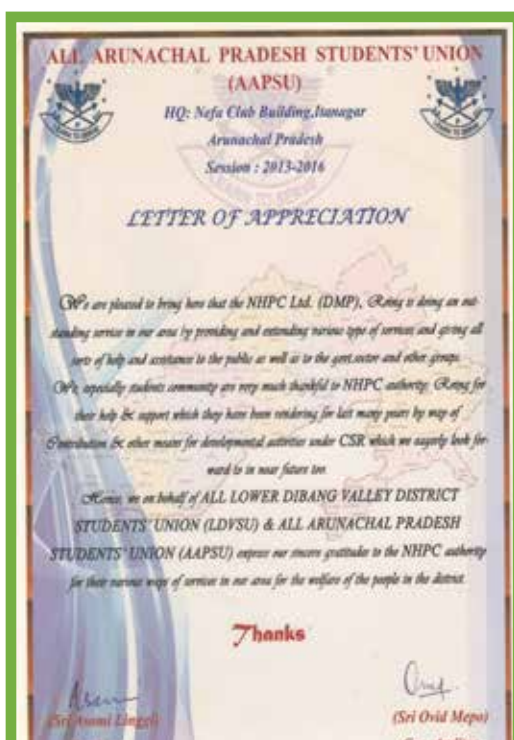 ALL ARUNACHAL PRADESH STUDENTS' UNION
(AAPSU)
HQ: Nefa Club Building,Itanagar
Arunachal Pradesh
Session : 2013-2016
LETTER OF APPRECIATION
We are pleased to bring here that the NHPC Ltd. (DMP), Roing is doing an out-
standing service in our area by providing and extending various type of services and giving all
sorts of help and assistance to the public as well as to the govt.sector and other groups.
We, especially students community are very much thankful to NHPC authority, Roing for
their help & support which they have been rendering for last many years by way of
Contribution & other means for developmental activities under CSR which we eagerly look for-
ward to in near future too.
Hence, we on behalf of ALL LOWER DIBANG VALLEY DISTRICT
STUDENTS' UNION (LDVSU) & ALL ARUNACHAL PRADESH
STUDENTS' UNION (AAPSU) express our sincere gratitudes to the NHPC authority
for their various ways of services in our area for the welfare of the people in the district.
Thanks
(Sri Asomi Linggi)
(Sri Ovid Mepo)